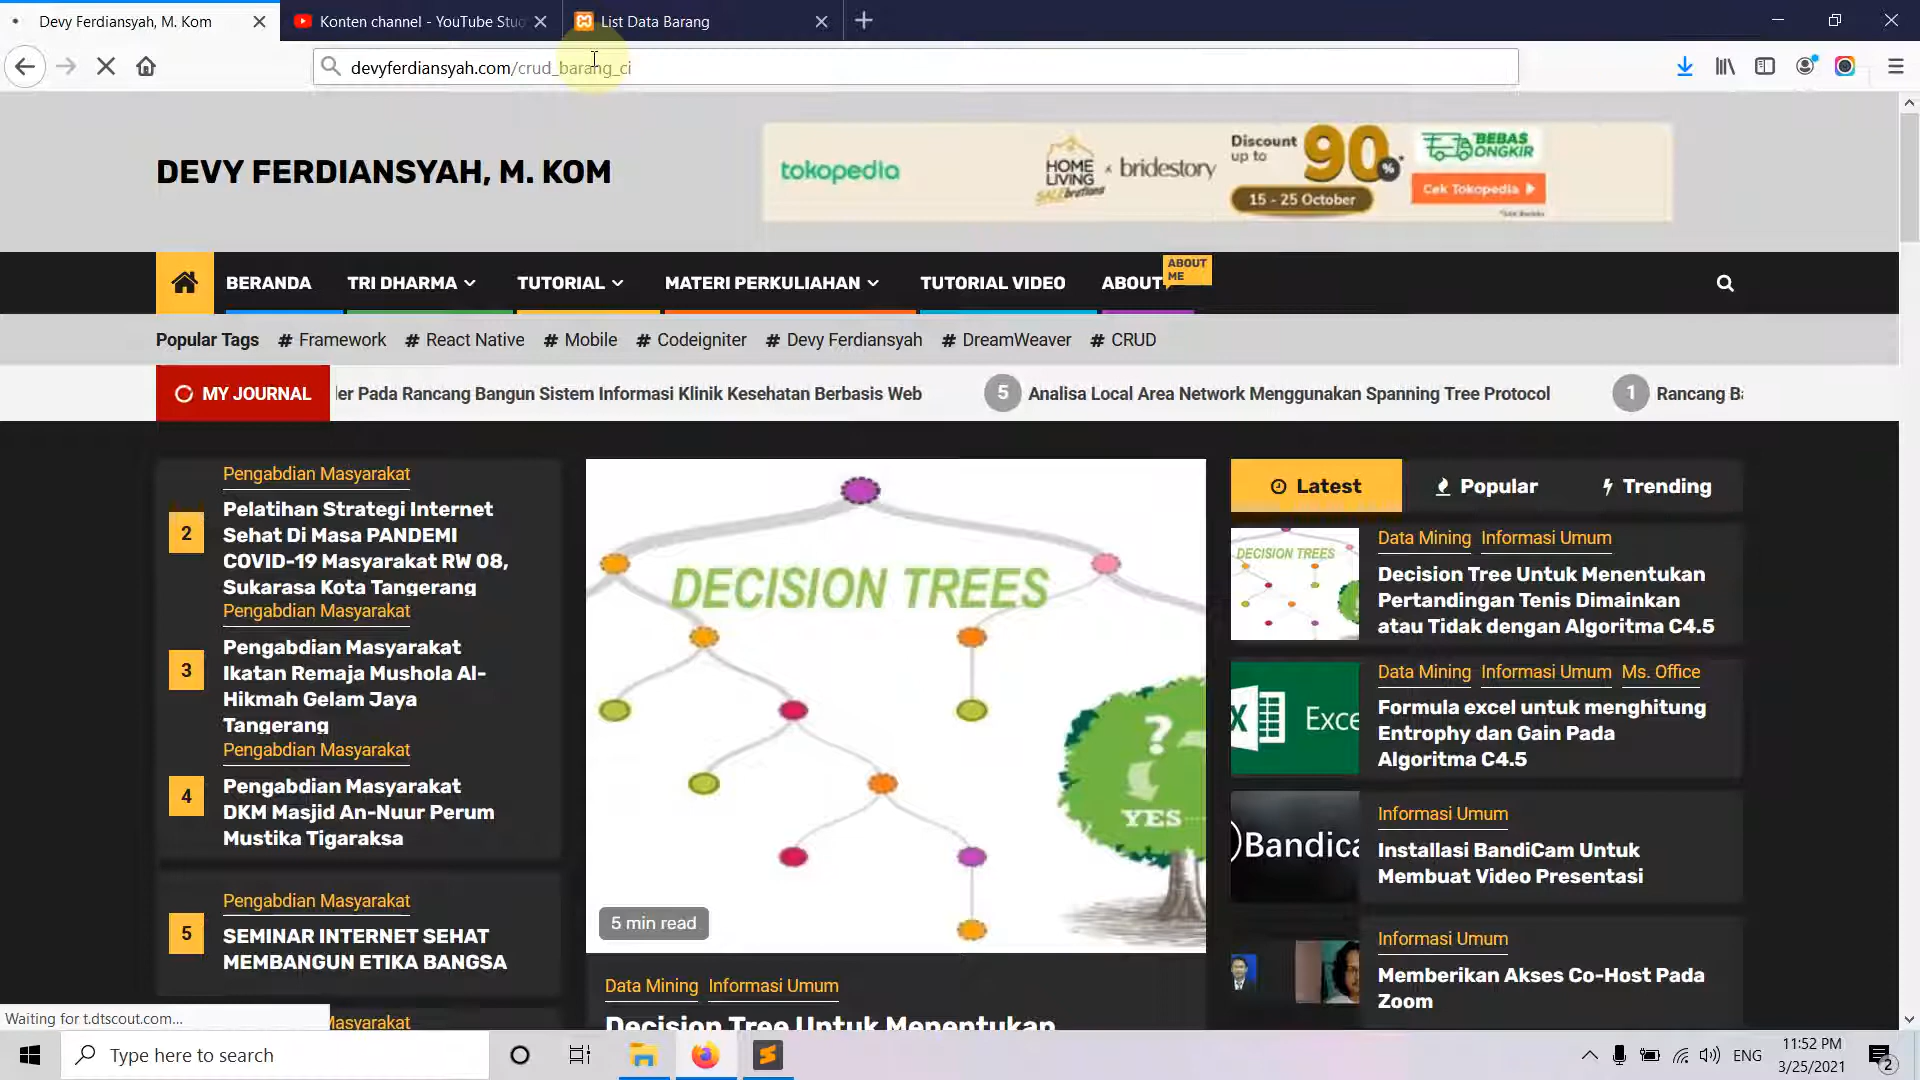 Devy Ferdiansyah, M. Kom
Konten channel - YouTube Stu
List Data Barang
devyferdiansyah.com/crud_barang_ci
DEVY FERDIANSYAH, M. KOM
tokopedia
HOME LIVING SALEbrations x bridestory
Discount up to 90%*
15 - 25 October
BEBAS ONGKIR
Cek Tokopedia
BERANDA
TRI DHARMA
TUTORIAL
MATERI PERKULIAHAN
TUTORIAL VIDEO
ABOUT
ABOUT ME
Popular Tags # Framework # React Native # Mobile # Codeigniter # Devy Ferdiansyah # DreamWeaver # CRUD
MY JOURNAL
ler Pada Rancang Bangun Sistem Informasi Klinik Kesehatan Berbasis Web
5 Analisa Local Area Network Menggunakan Spanning Tree Protocol
1 Rancang Ba
Pengabdian Masyarakat
2
Pelatihan Strategi Internet
Sehat Di Masa PANDEMI
COVID-19 Masyarakat RW 08,
Sukarasa Kota Tangerang
Pengabdian Masyarakat
3
Pengabdian Masyarakat
Ikatan Remaja Mushola Al-
Hikmah Gelam Jaya
Tangerang
Pengabdian Masyarakat
4
Pengabdian Masyarakat
DKM Masjid An-Nuur Perum
Mustika Tigaraksa
Pengabdian Masyarakat
5
SEMINAR INTERNET SEHAT
MEMBANGUN ETIKA BANGSA
Masyarakat
DECISION TREES
?
YES
5 min read
Data Mining Informasi Umum
Decision Tree Untuk Menentukan
Latest
Popular
Trending
DECISION TREES
Data Mining Informasi Umum
Decision Tree Untuk Menentukan
Pertandingan Tenis Dimainkan
atau Tidak dengan Algoritma C4.5
X Exce
Data Mining Informasi Umum Ms. Office
Formula excel untuk menghitung
Entrophy dan Gain Pada
Algoritma C4.5
Bandica
Informasi Umum
Installasi BandiCam Untuk
Membuat Video Presentasi
Informasi Umum
Memberikan Akses Co-Host Pada
Zoom
Waiting for t.dtscout.com...
Type here to search
ENG
11:52 PM
3/25/2021
2